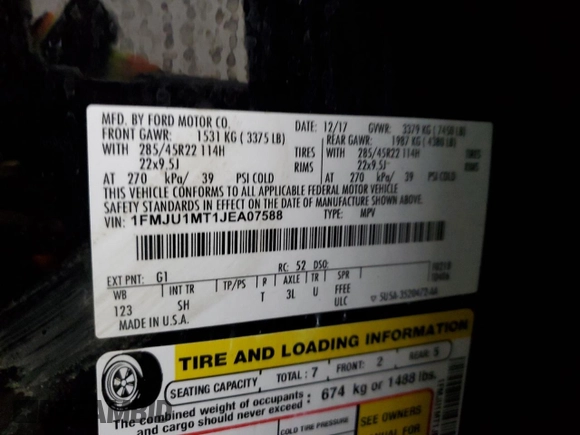 MFD. BY FORD MOTOR CO. DATE: 12/17 GVWR: 3379 KG ( 7450 LB)
FRONT GAWR: 1531 KG ( 3375 LB) REAR GAWR: 1987 KG ( 4380 LB)
WITH 285/45R22 114H TIRES WITH 285/45R22 114H TIRES
22x9.5J RIMS 22x9.5J RIMS
AT 270 kPa/ 39 PSI COLD AT 270 kPa/ 39 PSI COLD
THIS VEHICLE CONFORMS TO ALL APPLICABLE FEDERAL MOTOR VEHICLE
SAFETY STANDARDS IN EFFECT ON THE DATE OF MANUFACTURE SHOWN ABOVE.
VIN: 1FMJU1MT1JEA07588 TYPE: MPV
EXT PNT: G1 RC: 52 DSO:
WB INT TR TP/PS R AXLE TR SPR
123 SH T 3L U FFEE
ULC
MADE IN U.S.A.
TIRE AND LOADING INFORMATION
SEATING CAPACITY TOTAL: 7 FRONT: 2 REAR: 5
The combined weight of occupants and cargo should never exceed: 674 kg or 1488 lbs.
COLD TIRE PRESSURE
SEE OWNERS
MANUAL FOR